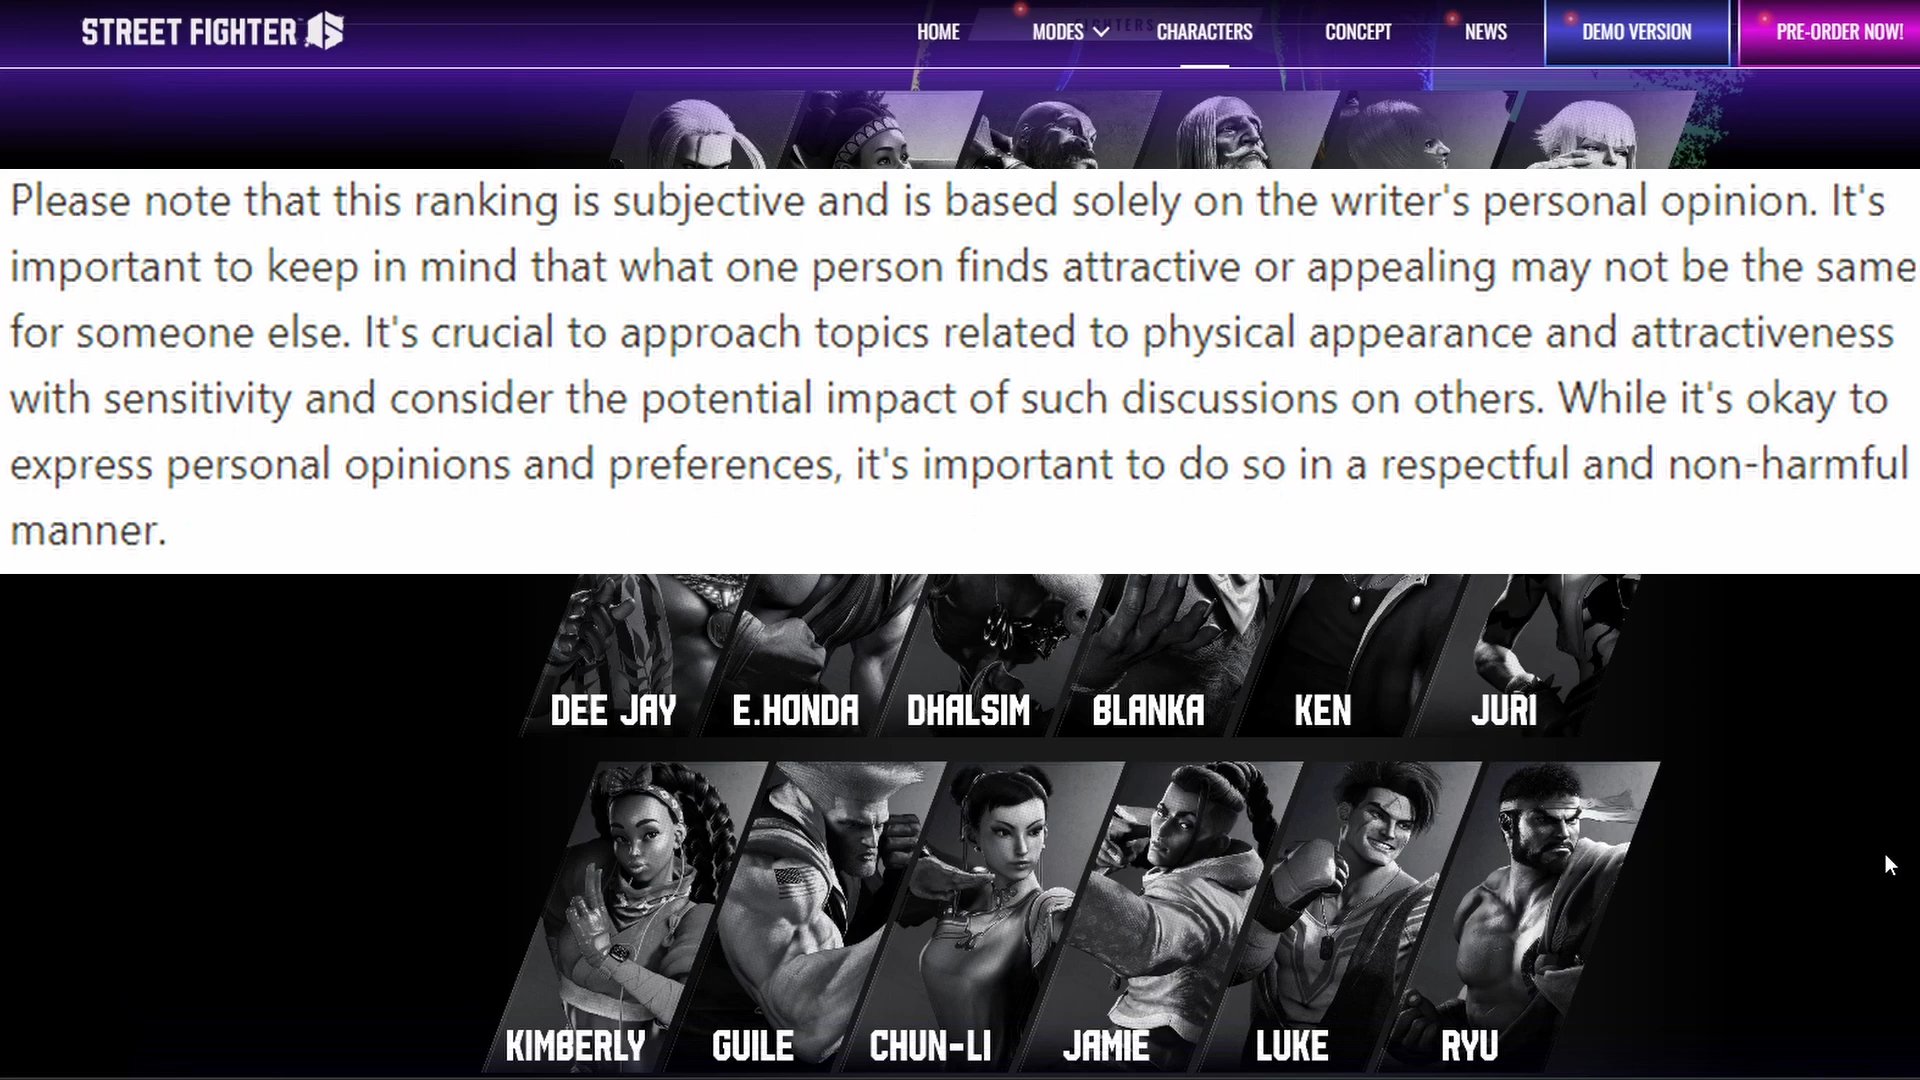 STREET FIGHTER 6
HOME
MODES
CHARACTERS
CONCEPT
NEWS
DEMO VERSION
PRE-ORDER NOW!
Please note that this ranking is subjective and is based solely on the writer's personal opinion. It's
important to keep in mind that what one person finds attractive or appealing may not be the same
for someone else. It's crucial to approach topics related to physical appearance and attractiveness
with sensitivity and consider the potential impact of such discussions on others. While it's okay to
express personal opinions and preferences, it's important to do so in a respectful and non-harmful
manner.
DEE JAY
E.HONDA
DHALSIM
BLANKA
KEN
JURI
KIMBERLY
GUILE
CHUN-LI
JAMIE
LUKE
RYU